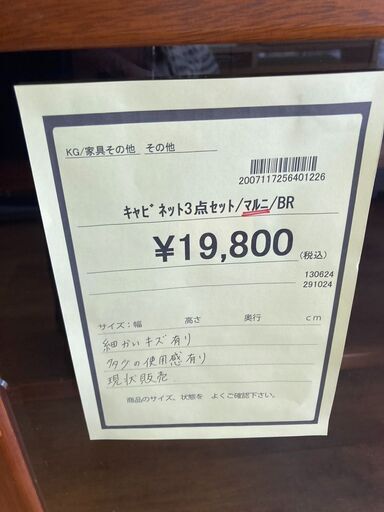 KG/家具その他 その他
2007117256401226
キャビネット3点セット/マルニ/BR
¥19,800(税込)
130624
291024
サイズ:幅 高さ 奥行 cm
細かいキズ有り
多少の使用感有り
現状販売
商品のサイズ、状態を よくご確認下さい。